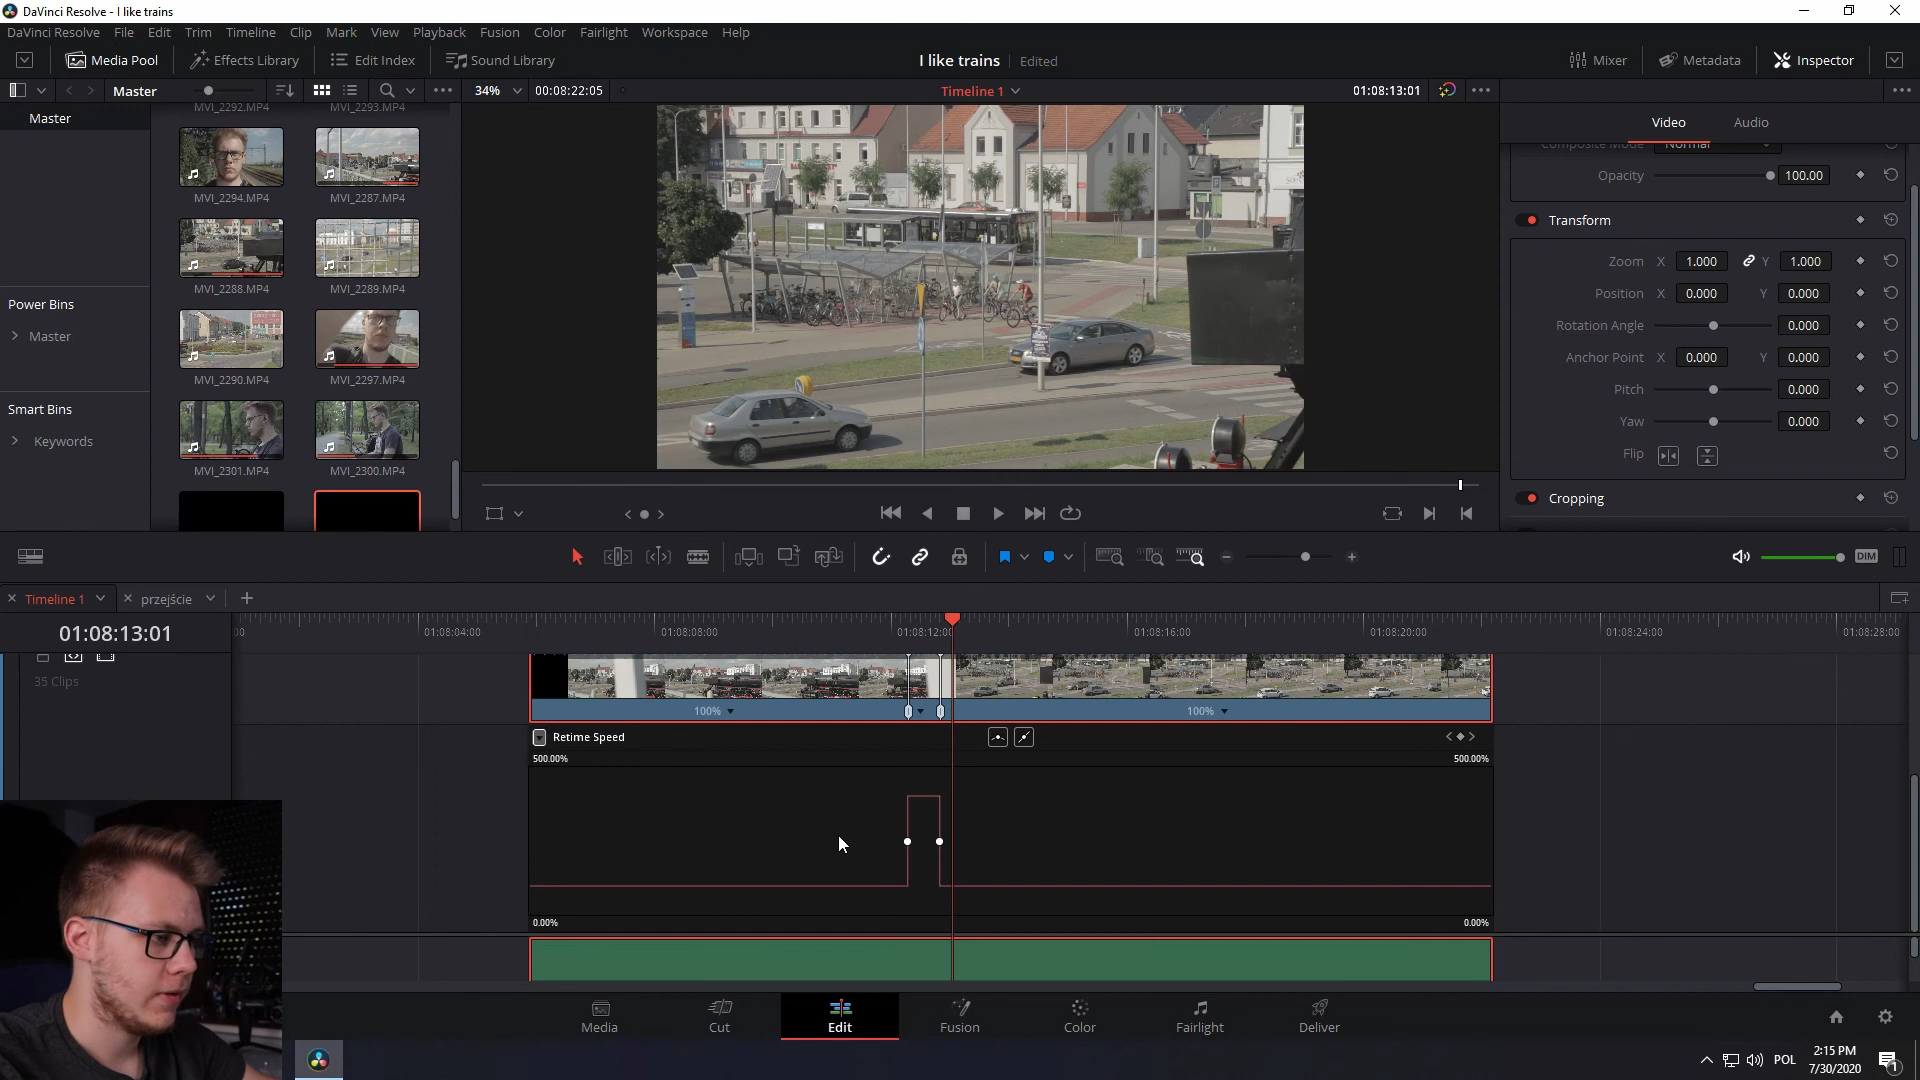 DaVinci Resolve - I like trains
DaVinci Resolve File Edit Trim Timeline Clip Mark View Playback Fusion Color Fairlight Workspace Help
Media Pool Effects Library Edit Index Sound Library I like trains Edited Mixer Metadata Inspector
Master 34% 00:08:22:05 Timeline 1 01:08:13:01
Master
MVI_2292.MP4 MVI_2293.MP4
MVI_2294.MP4 MVI_2287.MP4
MVI_2288.MP4 MVI_2289.MP4
MVI_2290.MP4 MVI_2297.MP4
MVI_2301.MP4 MVI_2300.MP4
Power Bins
Master
Smart Bins
Keywords
Video Audio
Composite Mode Normal
Opacity 100.00
Transform
Zoom X 1.000 Y 1.000
Position X 0.000 Y 0.000
Rotation Angle 0.000
Anchor Point X 0.000 Y 0.000
Pitch 0.000
Yaw 0.000
Flip
Cropping
DIM
Timeline 1 przejście
01:08:13:01
00 01:08:04:00 01:08:08:00 01:08:12:00 01:08:16:00 01:08:20:00 01:08:24:00 01:08:28:00
35 Clips
100% 100%
Retime Speed
500.00% 500.00%
0.00% 0.00%
Media Cut Edit Fusion Color Fairlight Deliver
POL 2:15 PM
7/30/2020
1